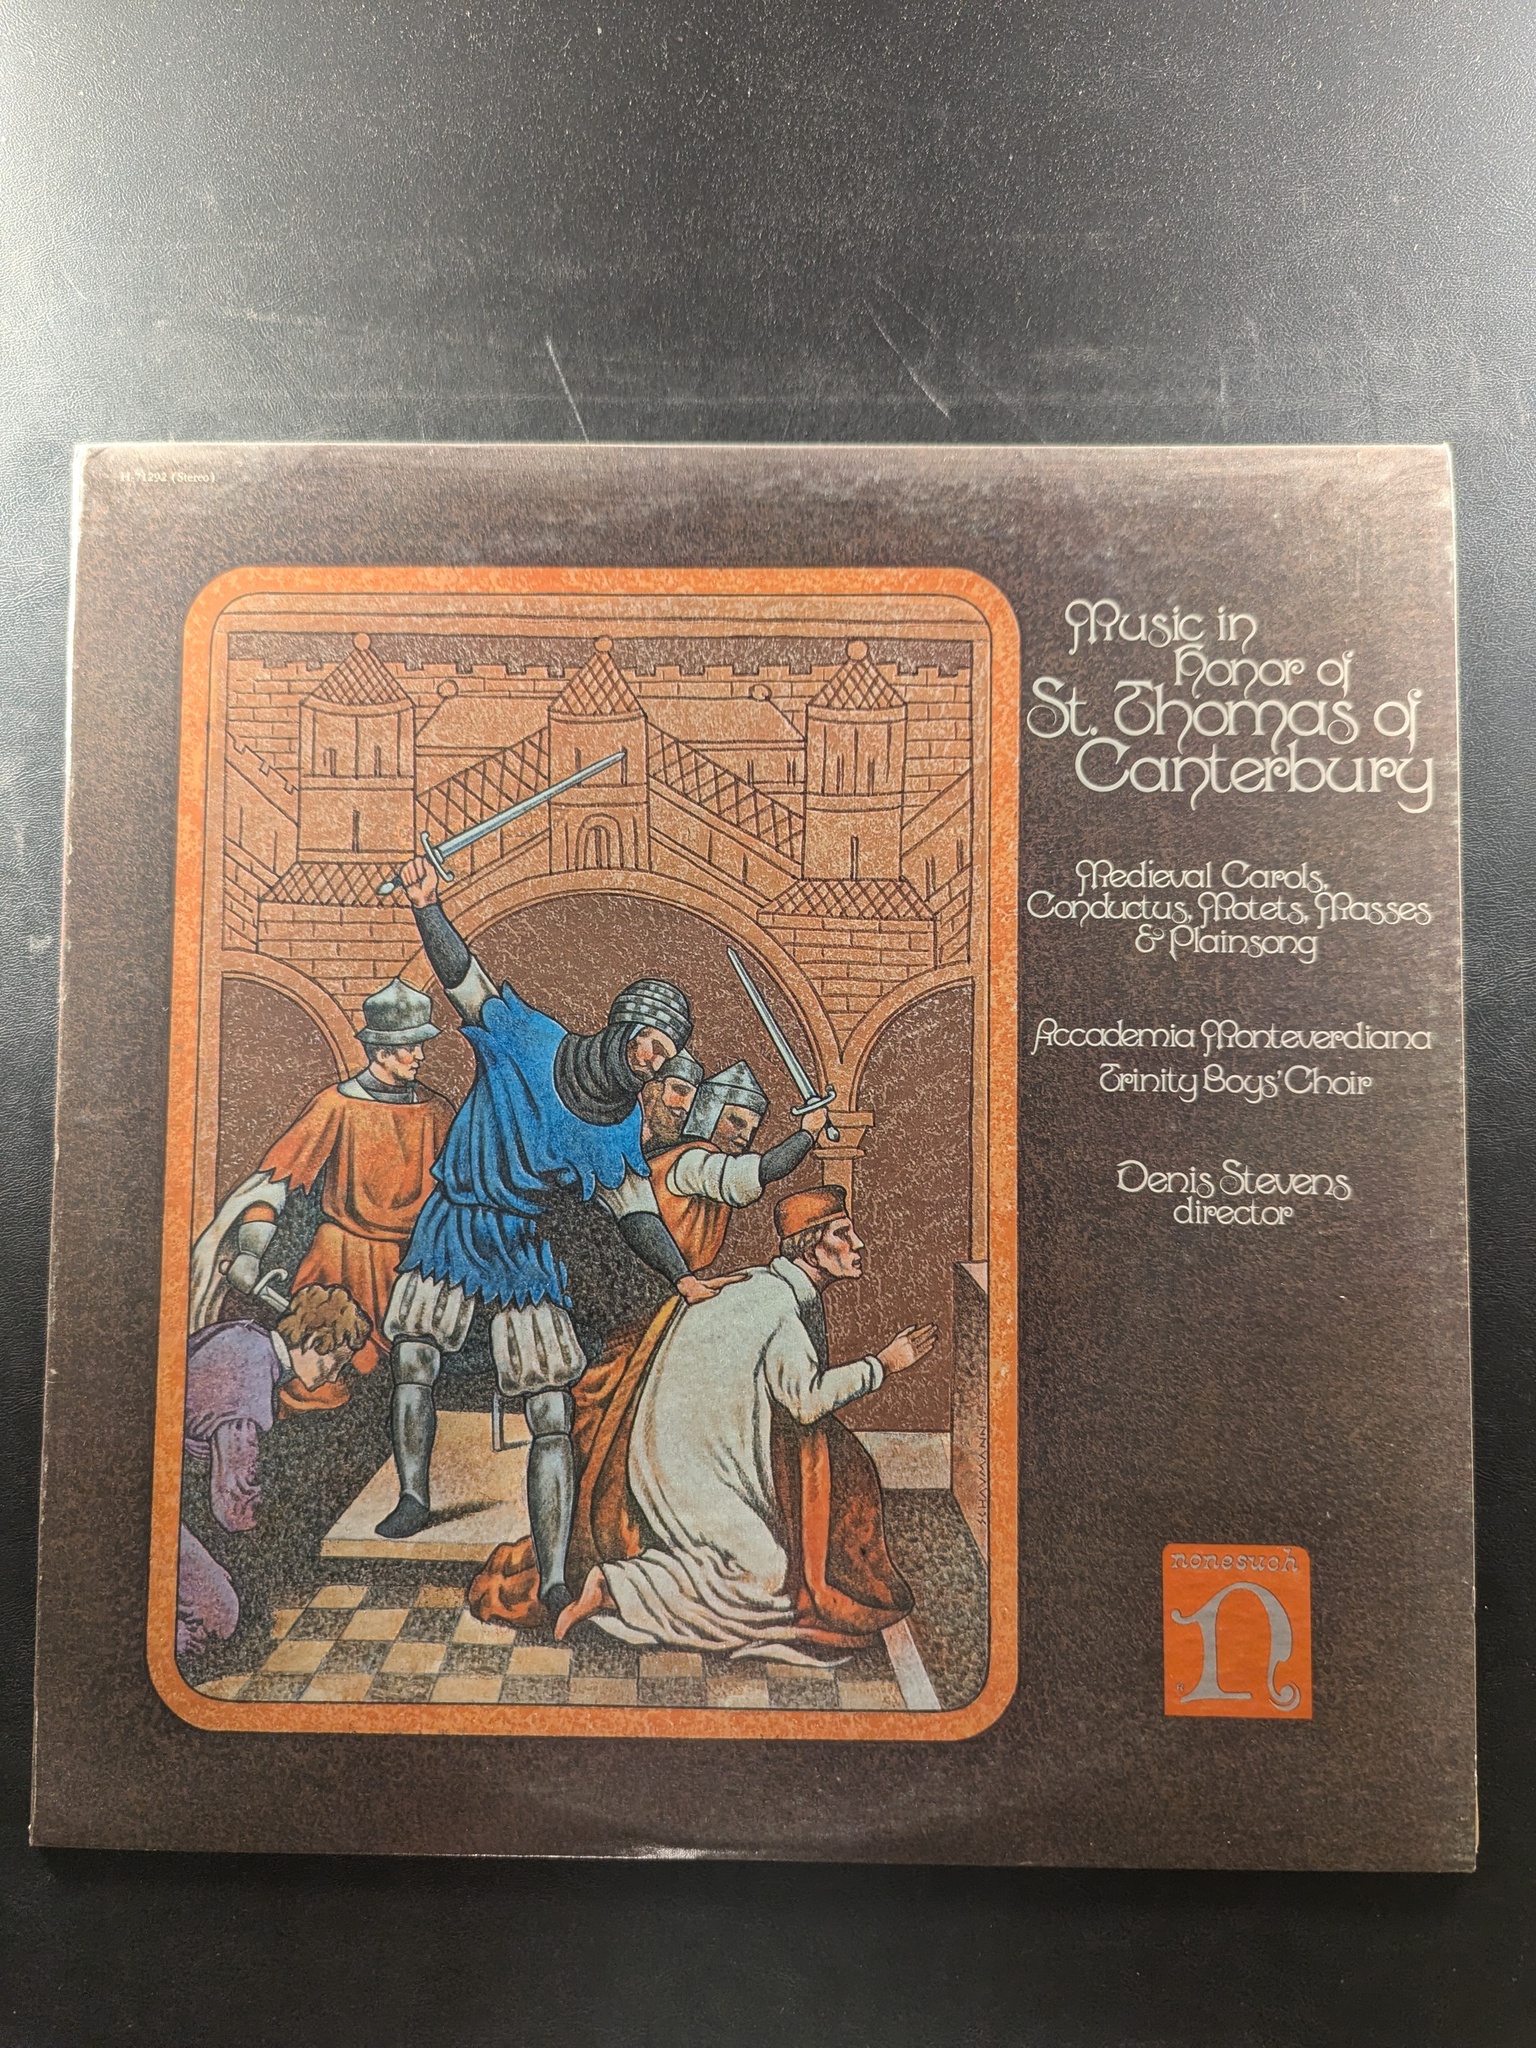 H-71292 (Stereo)
Music in
Honor of
St. Thomas of
Canterbury
Medieval Carols,
Conductus, Motets, Masses
& Plainsong
Accademia Monteverdiana
Trinity Boys' Choir
Denis Stevens
director
SCHAUMANN
nonesuch
n
®